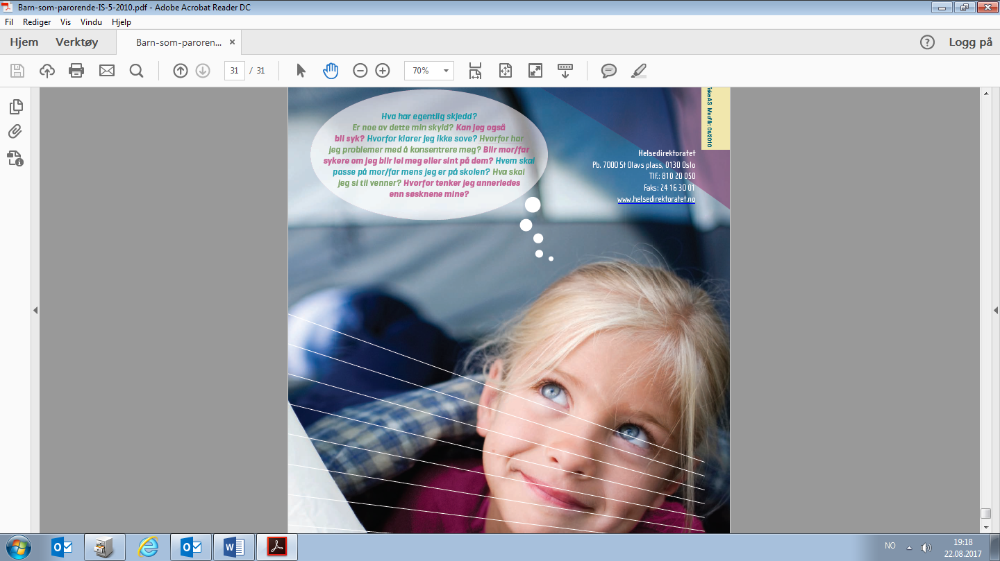 Barn-som-parorende-IS-5-2010.pdf - Adobe Acrobat Reader DC
Fil Rediger Vis Vindu Hjelp
Hjem Verktøy Barn-som-paroren... × Logg på
31 / 31 70%
Hva har egentlig skjedd?
Er noe av dette min skyld? Kan jeg også
bli syk? Hvorfor klarer jeg ikke sove? Hvorfor har
jeg problemer med å konsentrere meg? Blir mor/far
sykere om jeg blir lei meg eller sint på dem? Hvem skal
passe på mor/far mens jeg er på skolen? Hva skal
jeg si til venner? Hvorfor tenker jeg annerledes
enn søsknene mine?
AS Mnd/år: 06/2010
Helsedirektoratet
Pb. 7000 St Olavs plass, 0130 Oslo
Tlf.: 810 20 050
Faks: 24 16 30 01
www.helsedirektoratet.no
NO
19:18
22.08.2017